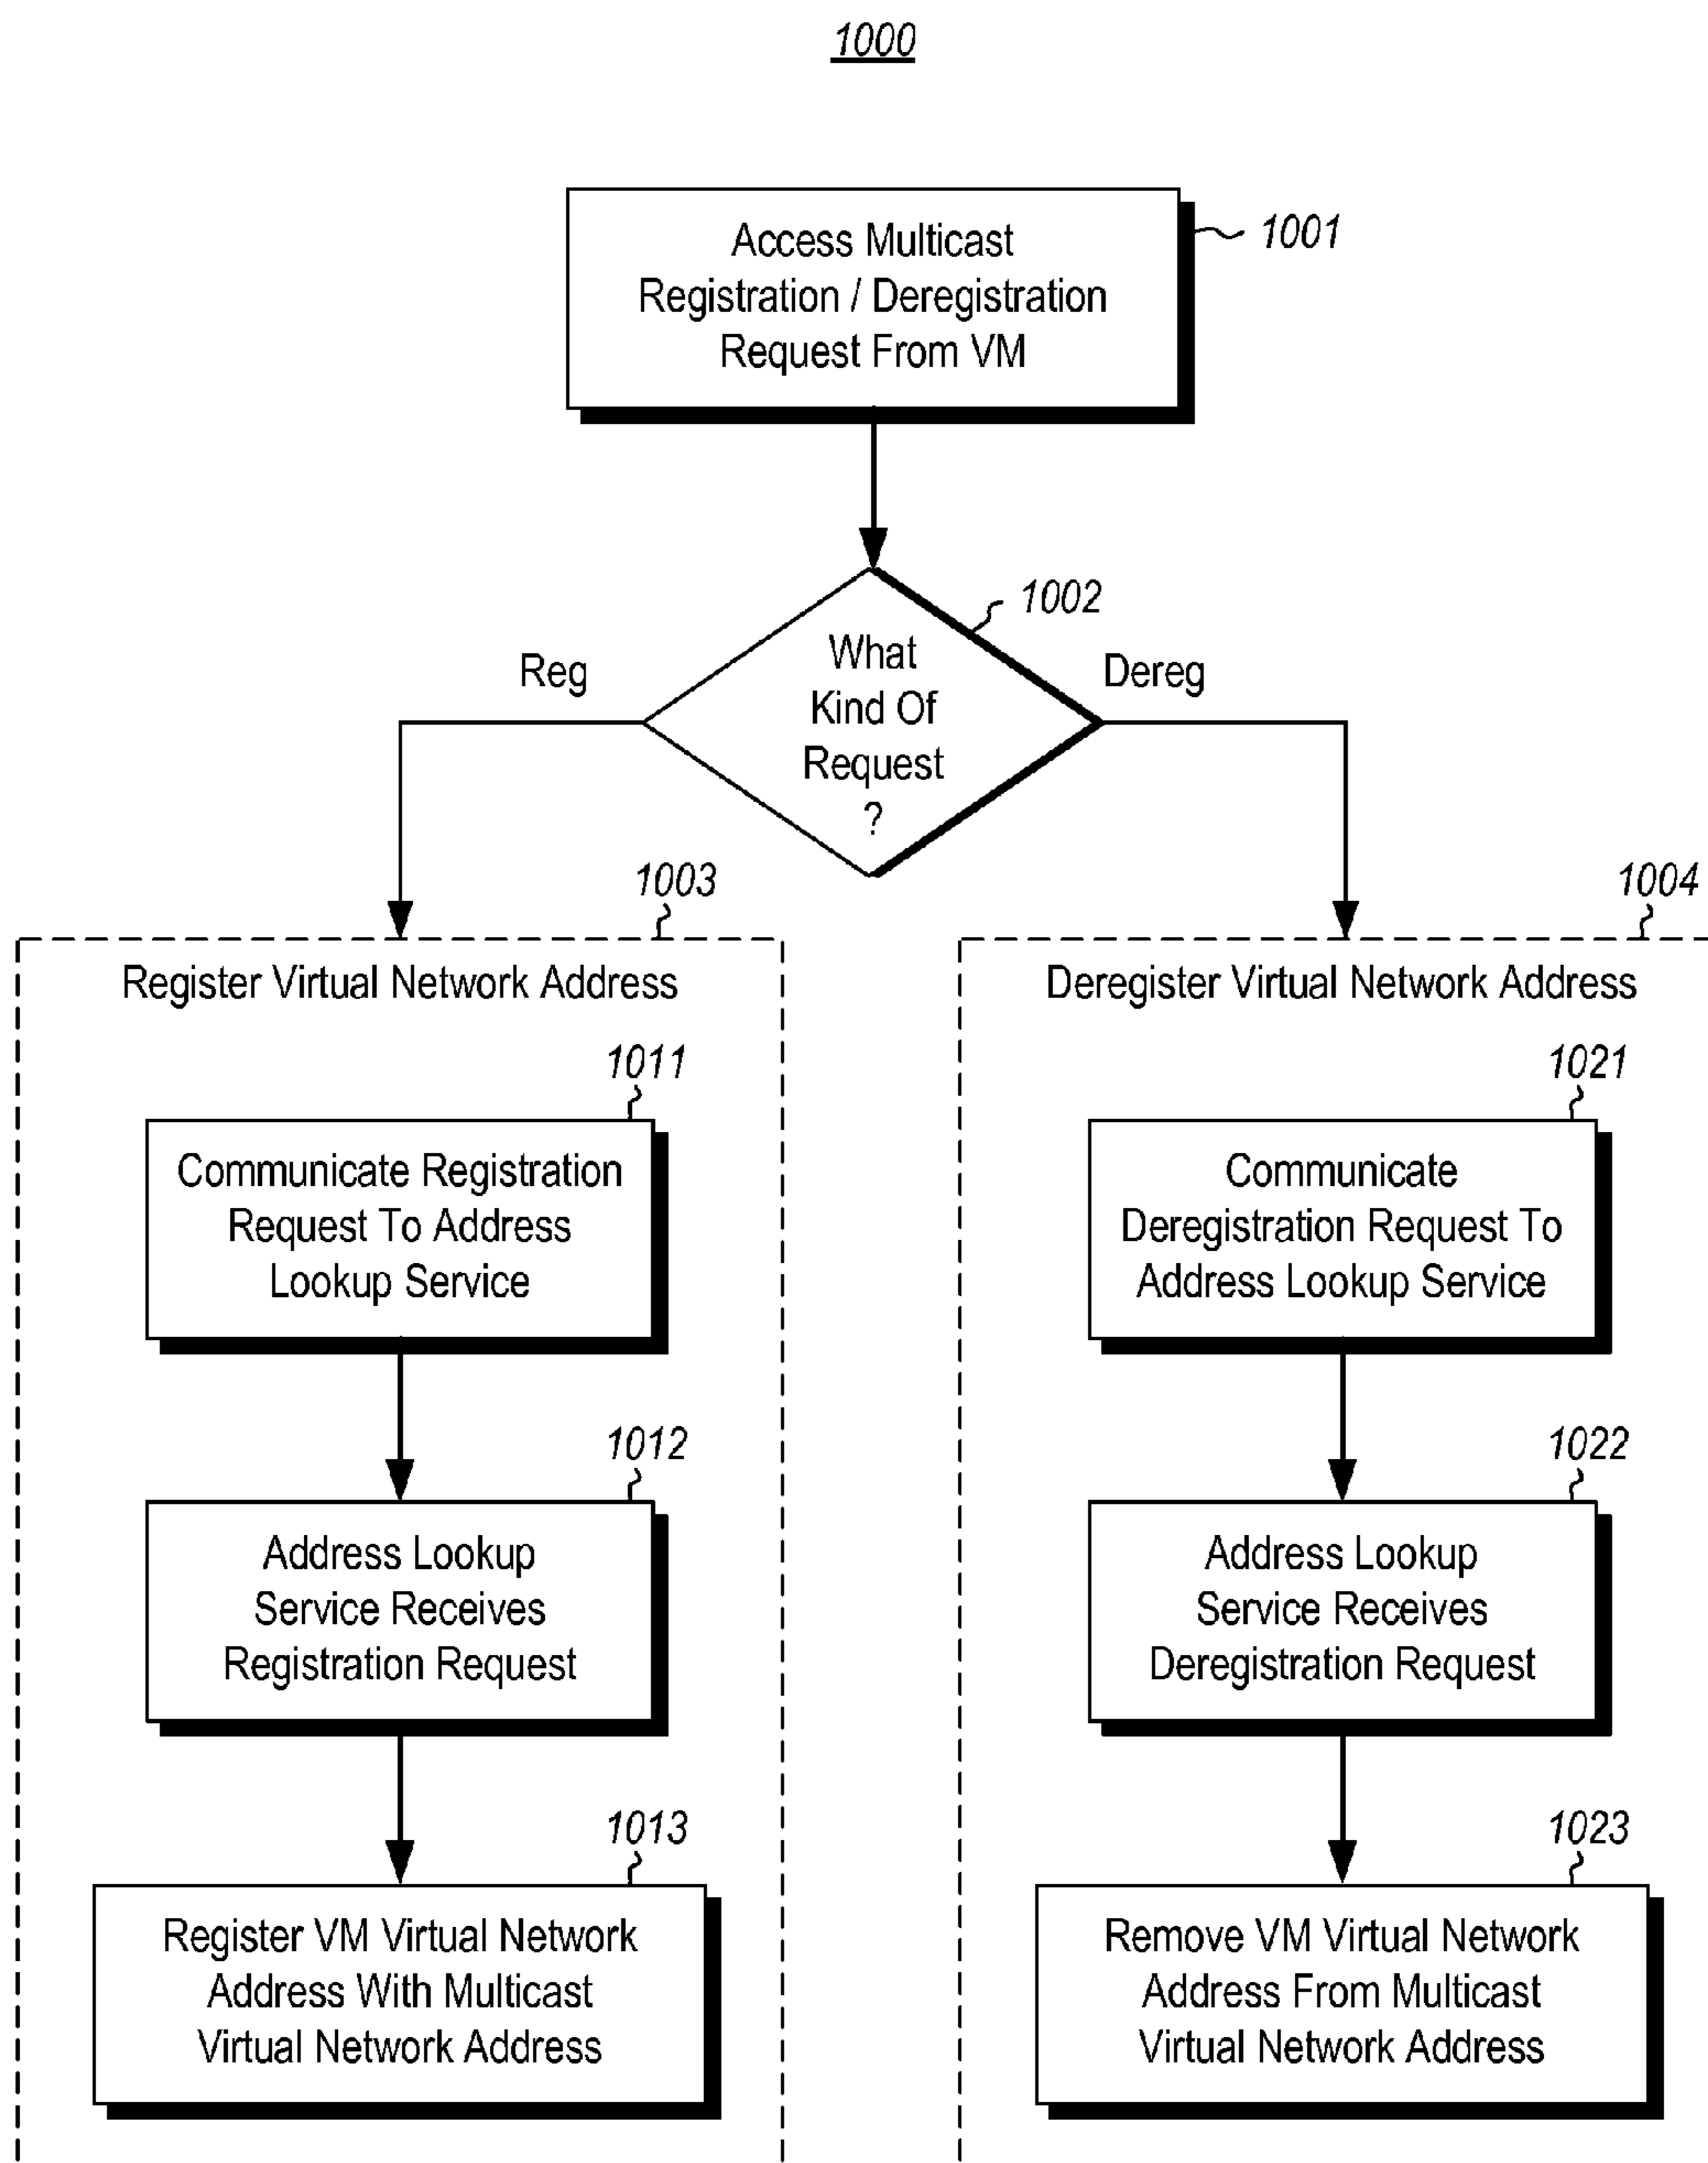 1000
Access Multicast
Registration / Deregistration
Request From VM
1001
What
Kind Of
Request
?
1002
Reg
Dereg
1003
Register Virtual Network Address
1011
Communicate Registration
Request To Address
Lookup Service
1012
Address Lookup
Service Receives
Registration Request
1013
Register VM Virtual Network
Address With Multicast
Virtual Network Address
1004
Deregister Virtual Network Address
1021
Communicate
Deregistration Request To
Address Lookup Service
1022
Address Lookup
Service Receives
Deregistration Request
1023
Remove VM Virtual Network
Address From Multicast
Virtual Network Address